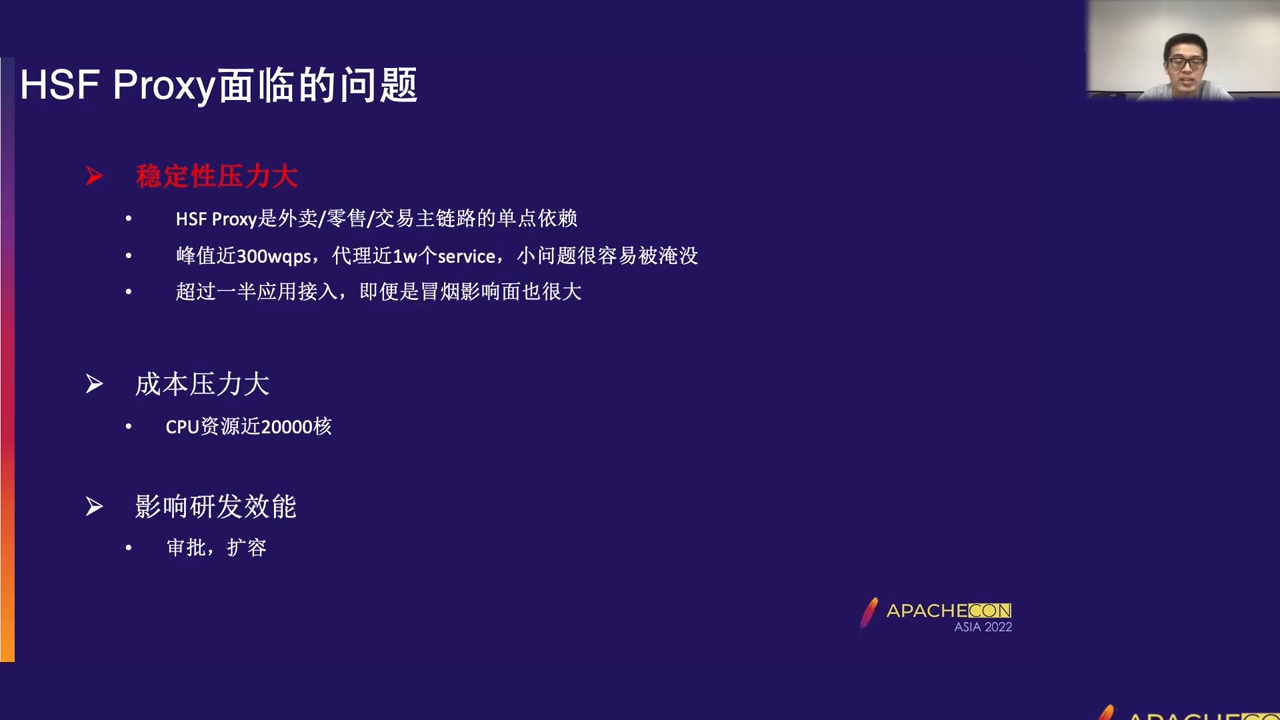 HSF Proxy面临的问题
稳定性压力大
HSF Proxy是外卖/零售/交易主链路的单点依赖
峰值近300wqps，代理近1w个service，小问题很容易被淹没
超过一半应用接入，即便是冒烟影响面也很大
成本压力大
CPU资源近20000核
影响研发效能
审批，扩容
APACHECON
ASIA 2022
APACHECO